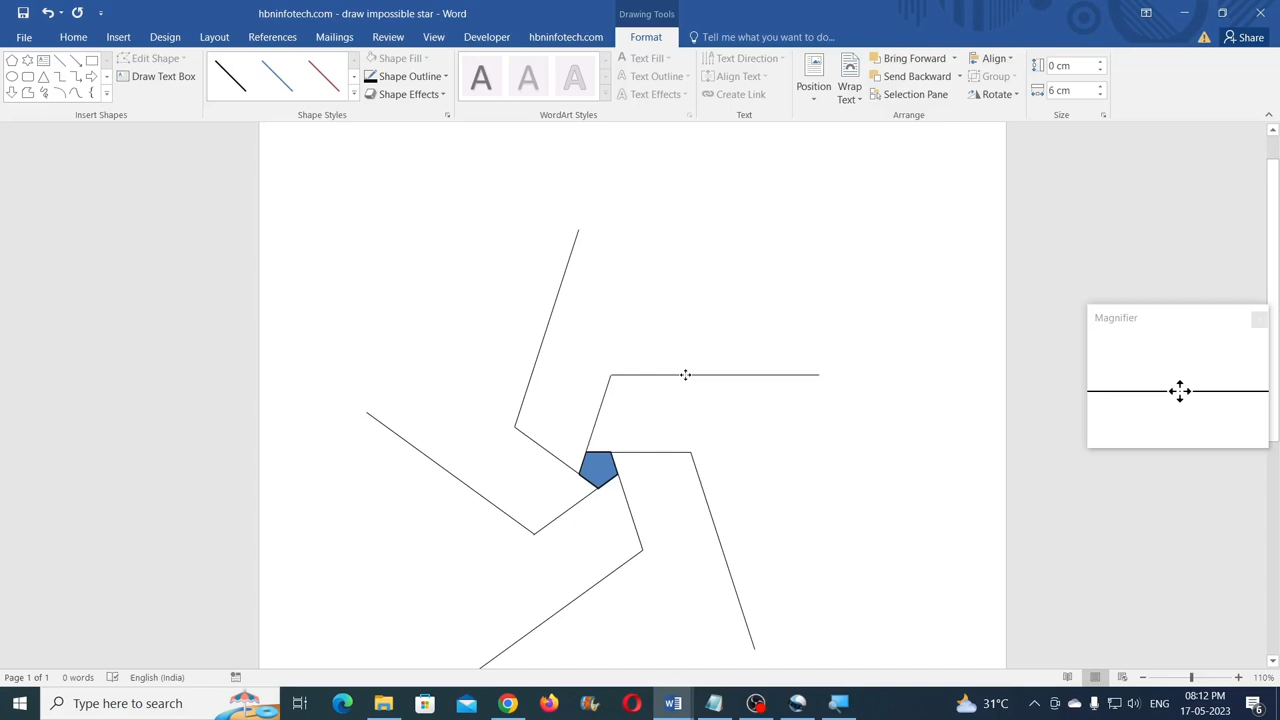 hbninfotech.com - draw impossible star - Word
Drawing Tools
File Home Insert Design Layout References Mailings Review View Developer hbninfotech.com Format Tell me what you want to do... Share
Edit Shape
Draw Text Box
Insert Shapes
Shape Fill
Shape Outline
Shape Effects
Shape Styles
A A A
Text Fill
Text Outline
Text Effects
WordArt Styles
Text Direction
Align Text
Create Link
Text
Position
Wrap
Text
Bring Forward
Send Backward
Selection Pane
Align
Group
Rotate
Arrange
0 cm
6 cm
Size
Magnifier
Page 1 of 1 0 words English (India) 110%
Type here to search
31°C
ENG
08:12 PM
17-05-2023
6